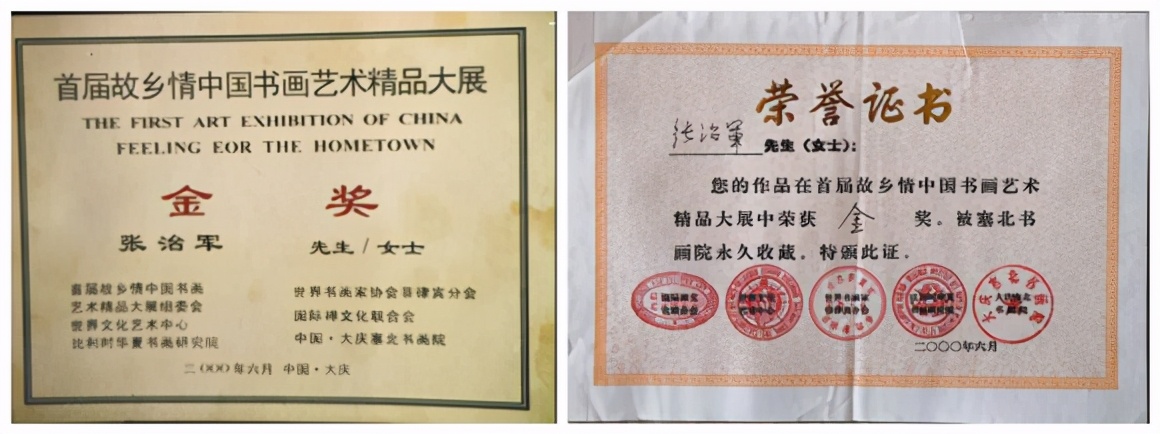 首届故乡情中国书画艺术精品大展
THE FIRST ART EXHIBITION OF CHINA
FEELING EOR THE HOMETOWN
金 奖
张治军 先生/女士
首届故乡情中国书画
艺术精品大展组委会
世界文化艺术中心
比利时华夏书画研究院
世界书画家协会菲律宾分会
国际禅文化联合会
中国·大庆塞北书画院
二〇〇〇年六月 中国·大庆
荣誉证书
张治军 先生（女士）：
您的作品在首届故乡情中国书画艺术
精品大展中荣获 金 奖。被塞北书
画院永久收藏。特颁此证。
二〇〇〇年六月